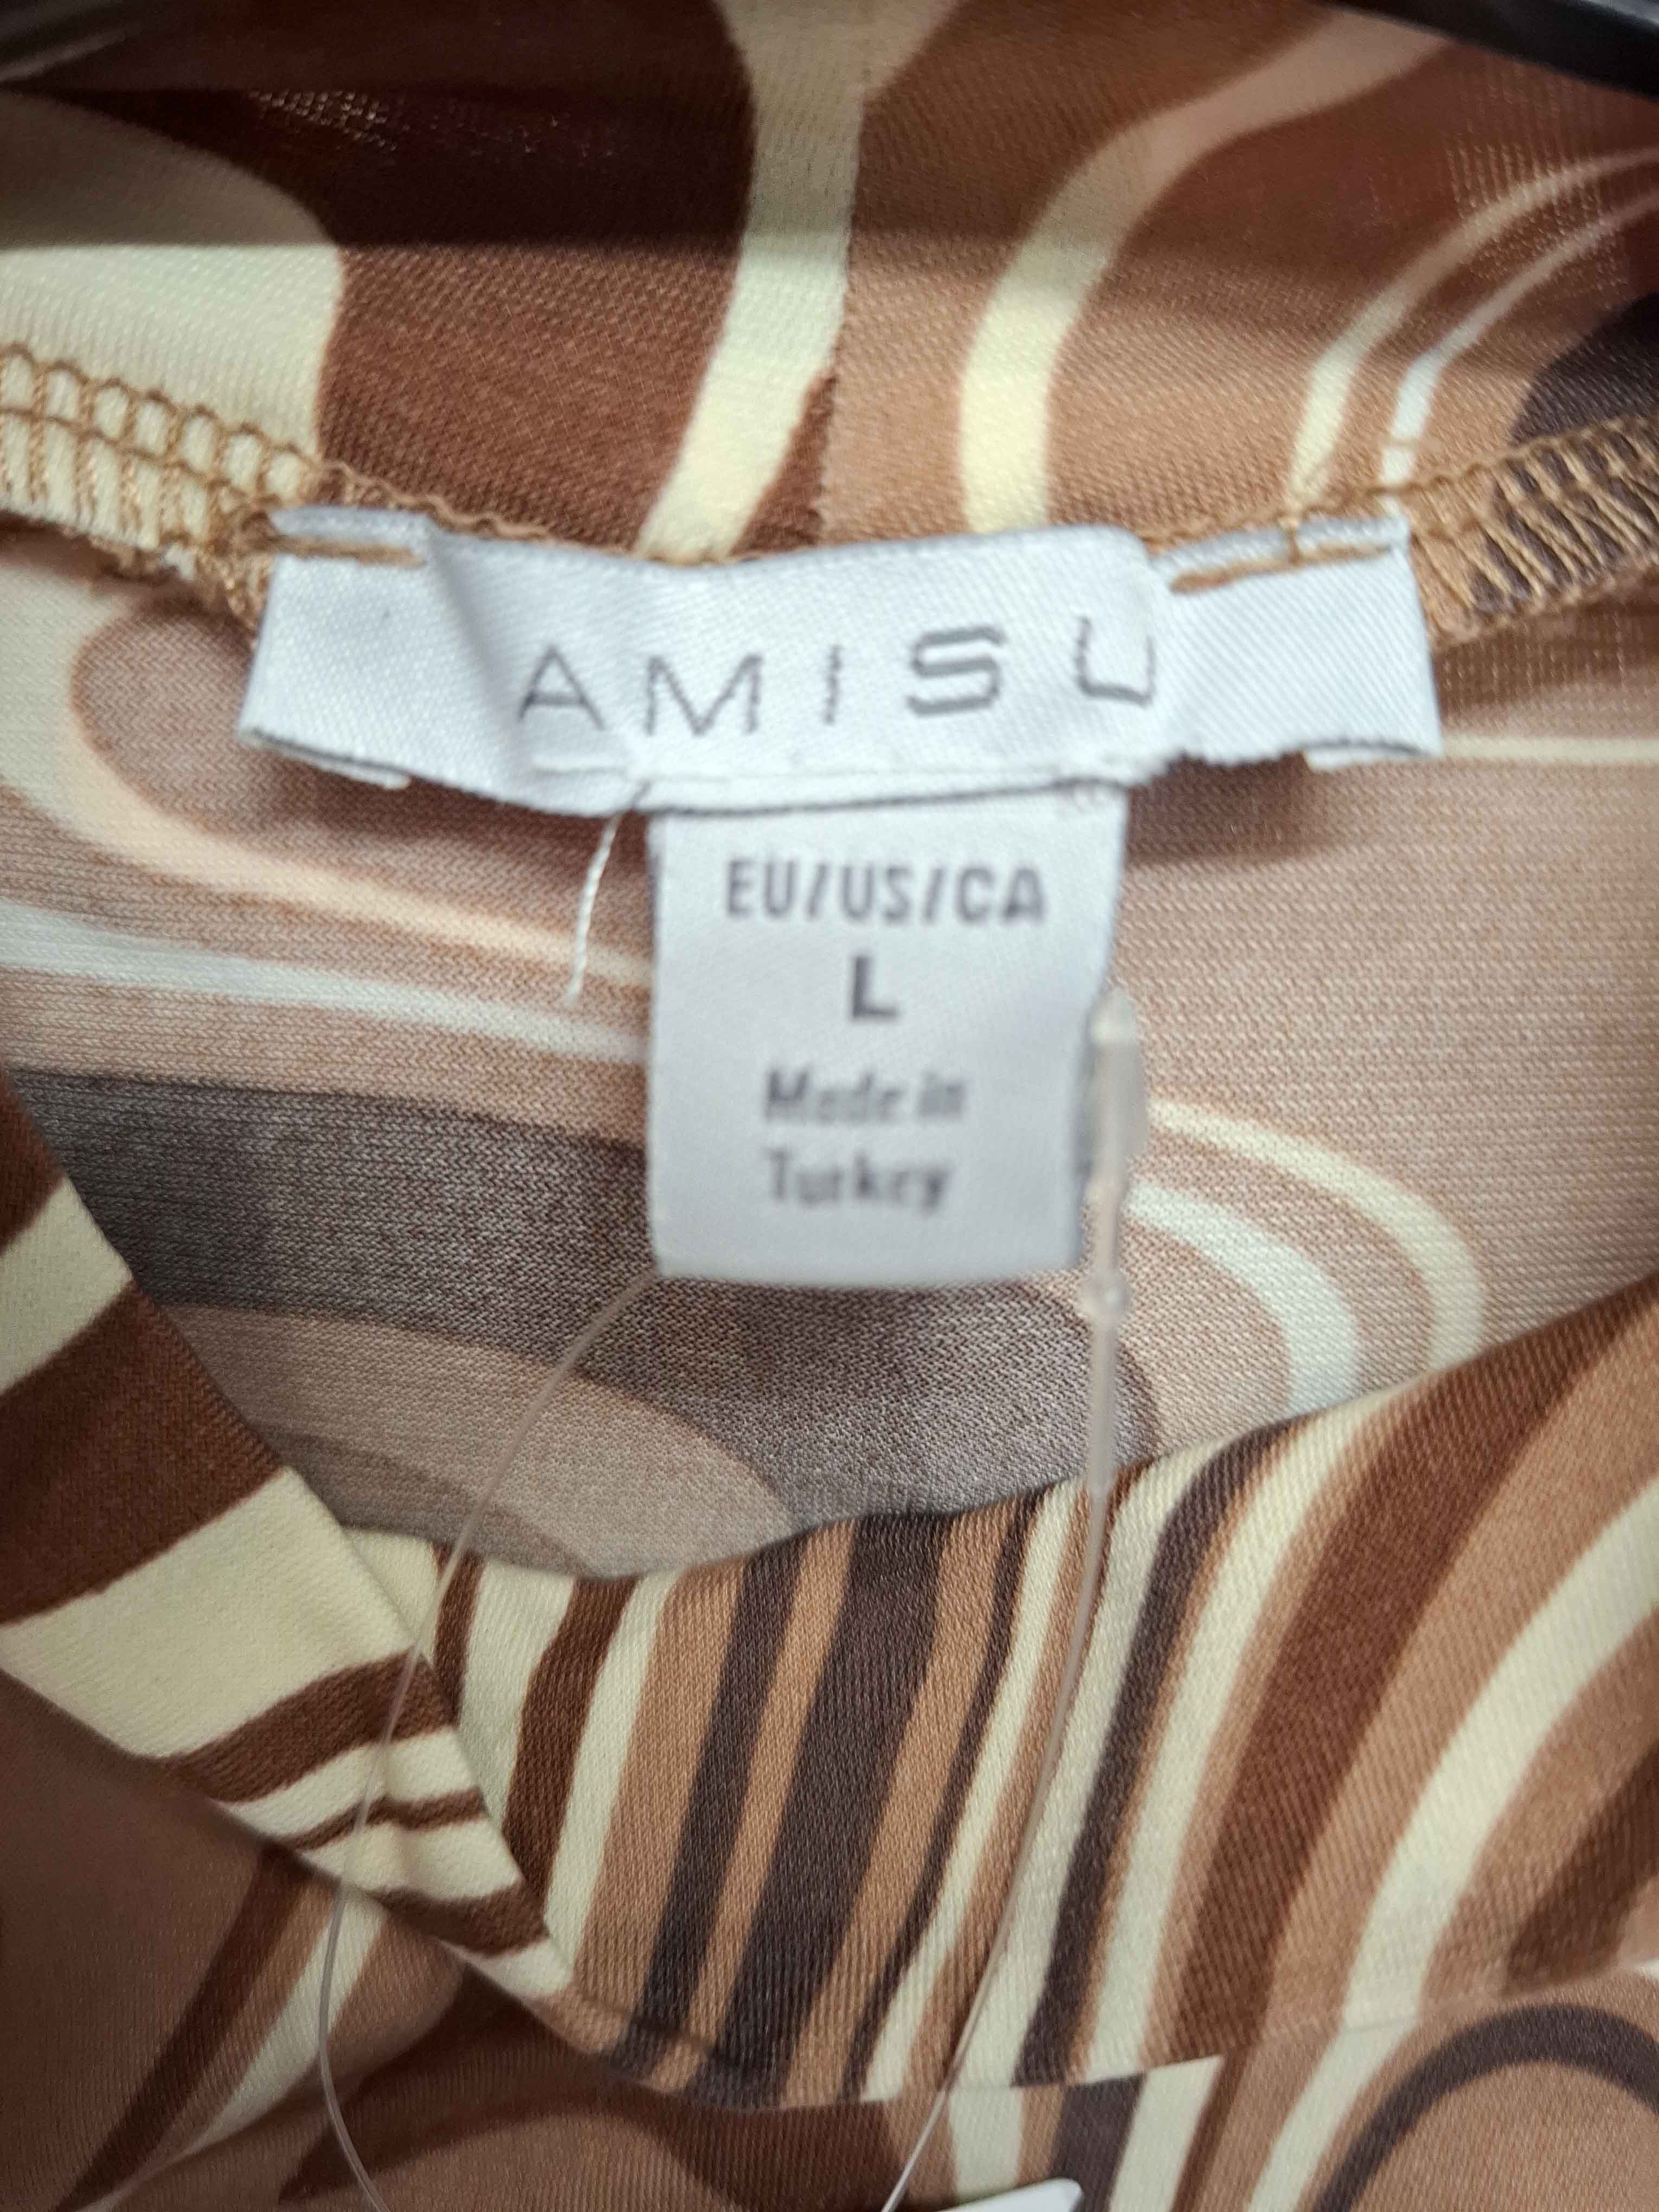 AMISU
EU/US/CA
L
Made in
Turkey